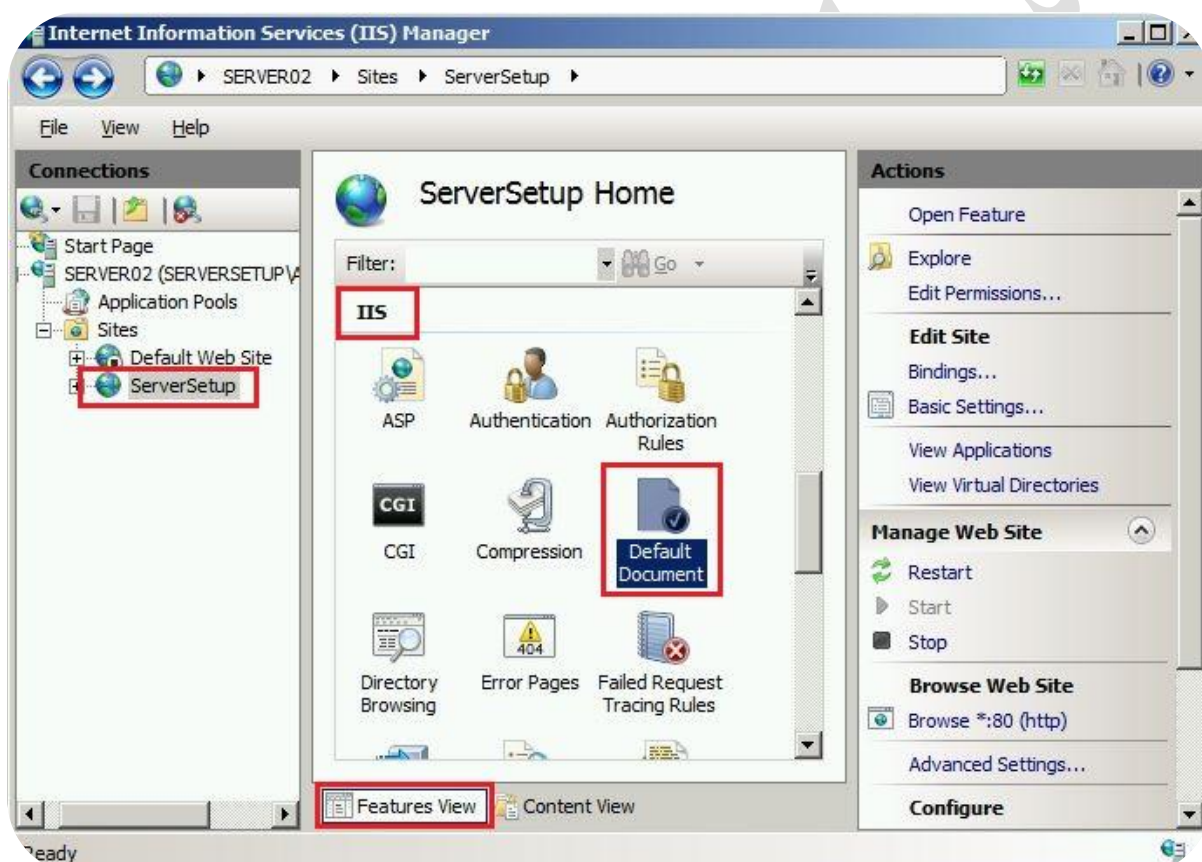 Internet Information Services (IIS) Manager
SERVER02 ▸ Sites ▸ ServerSetup ▸
File View Help
Connections
Start Page
SERVER02 (SERVERSETUP\A
Application Pools
Sites
Default Web Site
ServerSetup
ServerSetup Home
Filter: Go
IIS
ASP Authentication Authorization
Rules
CGI
CGI Compression Default
Document
404
Directory Error Pages Failed Request
Browsing Tracing Rules
Features View Content View
Actions
Open Feature
Explore
Edit Permissions...
Edit Site
Bindings...
Basic Settings...
View Applications
View Virtual Directories
Manage Web Site
Restart
Start
Stop
Browse Web Site
Browse *:80 (http)
Advanced Settings...
Configure
Ready